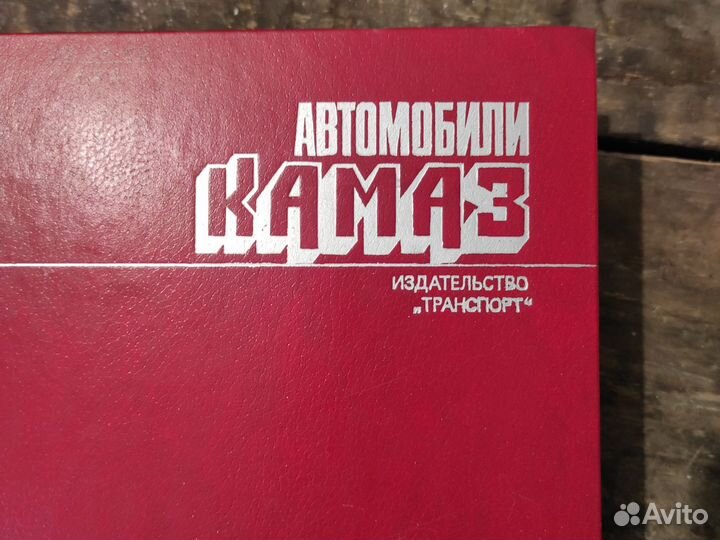 АВТОМОБИЛИ
КАМАЗ
ИЗДАТЕЛЬСТВО
„ТРАНСПОРТ“
Avito